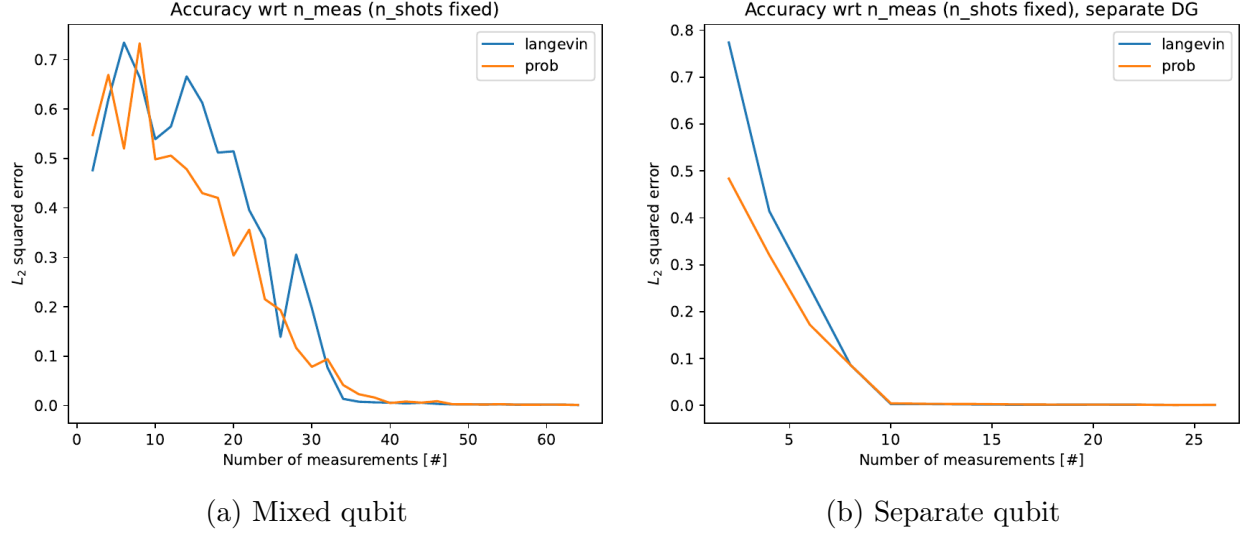 Accuracy wrt n_meas (n_shots fixed)
langevin
prob
L₂ squared error
0.7
0.6
0.5
0.4
0.3
0.2
0.1
0.0
0 10 20 30 40 50 60
Number of measurements [#]
(a) Mixed qubit
Accuracy wrt n_meas (n_shots fixed), separate DG
langevin
prob
L₂ squared error
0.8
0.7
0.6
0.5
0.4
0.3
0.2
0.1
0.0
5 10 15 20 25
Number of measurements [#]
(b) Separate qubit